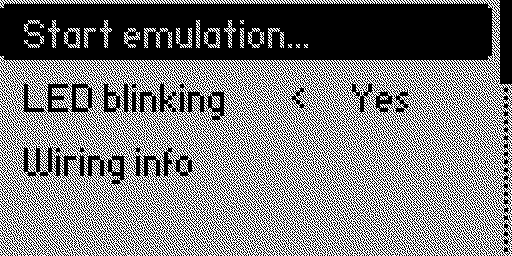 Start emulation...
LED blinking < Yes
Wiring info